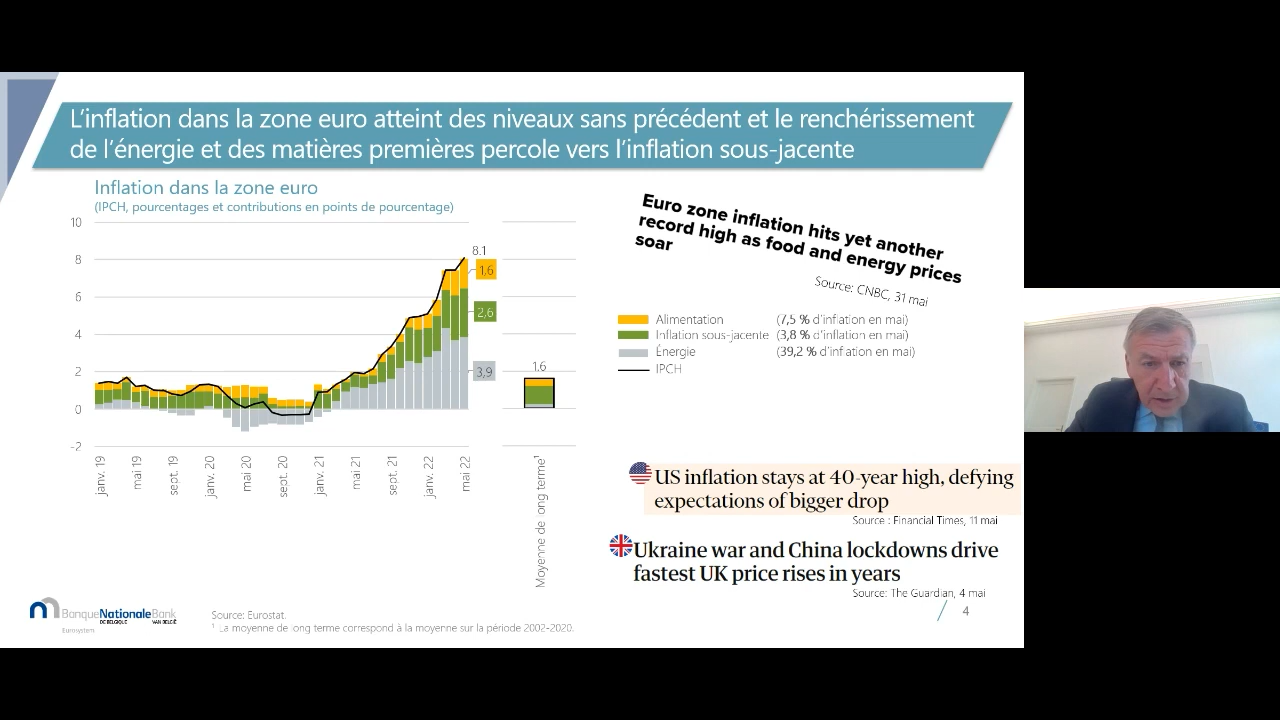 L'inflation dans la zone euro atteint des niveaux sans précédent et le renchérissement
de l'énergie et des matières premières percole vers l'inflation sous-jacente
Inflation dans la zone euro
(IPCH, pourcentages et contributions en points de pourcentage)
10
8
6
4
2
0
-2
8.1
1,6
2,6
3,9
1.6
janv. 19
mai 19
sept. 19
janv. 20
mai 20
sept. 20
janv. 21
mai 21
sept. 21
janv. 22
mai 22
Moyenne de long terme¹
Euro zone inflation hits yet another
record high as food and energy prices
soar
Source: CNBC, 31 mai
Alimentation (7,5 % d'inflation en mai)
Inflation sous-jacente (3,8 % d'inflation en mai)
Énergie (39,2 % d'inflation en mai)
IPCH
US inflation stays at 40-year high, defying
expectations of bigger drop
Source : Financial Times, 11 mai
Ukraine war and China lockdowns drive
fastest UK price rises in years
Source: The Guardian, 4 mai
4
BanqueNationaleBank
DE BELGIQUE VAN BELGIË
Eurosystem
Source: Eurostat.
¹ La moyenne de long terme correspond à la moyenne sur la période 2002-2020.